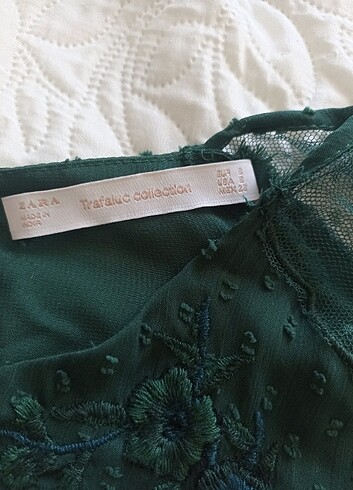 ZARA
MADE IN
INDIA
Trafaluc collection
EUR S
USA S
MEX 26